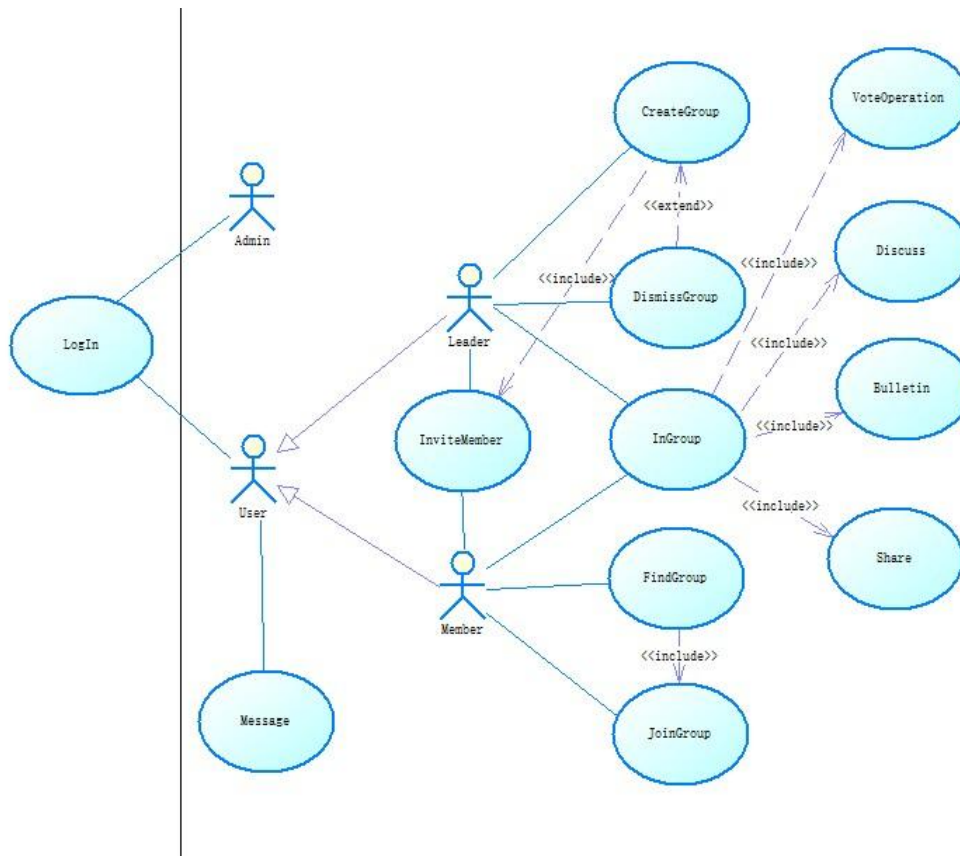 CreateGroup
VoteOperation
<<extend>>
Admin
Discuss
<<include>>
<<include>>
DismissGroup
Leader
LogIn
<<include>>
Bulletin
InviteMember
InGroup
<<include>>
User
<<include>>
Share
FindGroup
Member
<<include>>
Message
JoinGroup